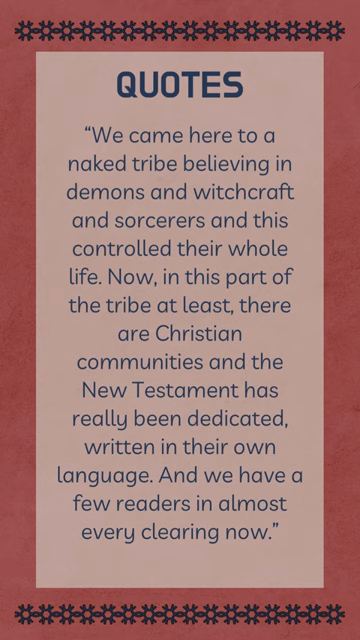 QUOTES
“We came here to a
naked tribe believing in
demons and witchcraft
and sorcerers and this
controlled their whole
life. Now, in this part of
the tribe at least, there
are Christian
communities and the
New Testament has
really been dedicated,
written in their own
language. And we have a
few readers in almost
every clearing now.”